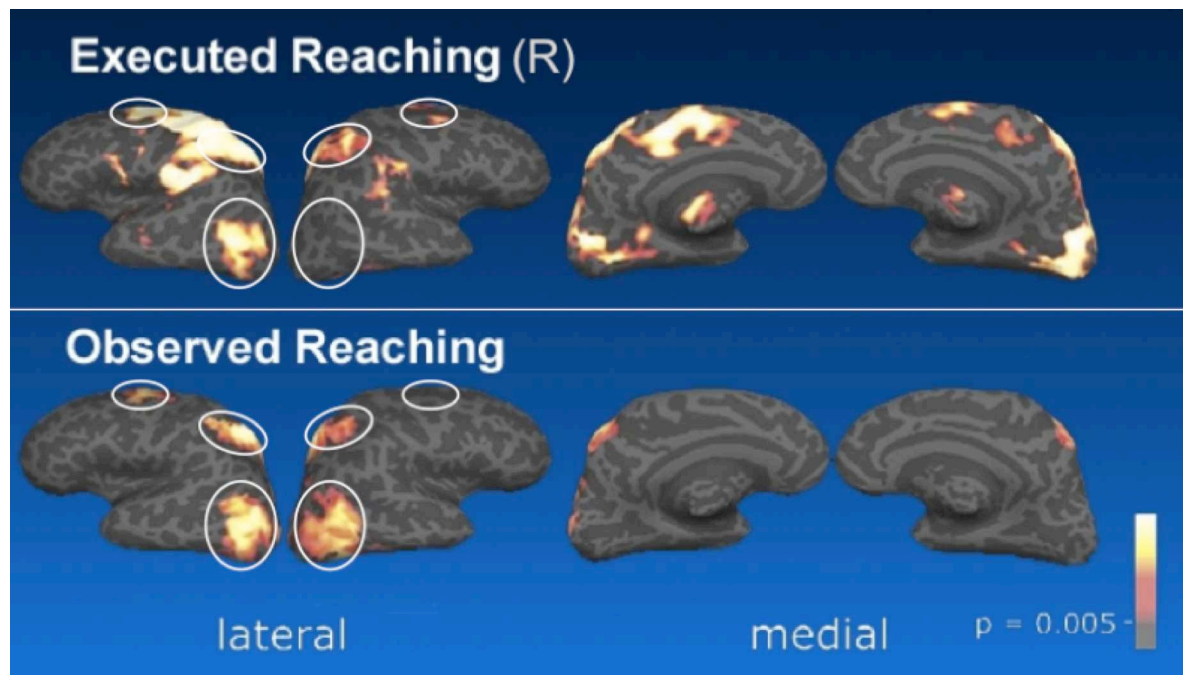 Executed Reaching (R)
Observed Reaching
lateral
medial
p = 0.005 -